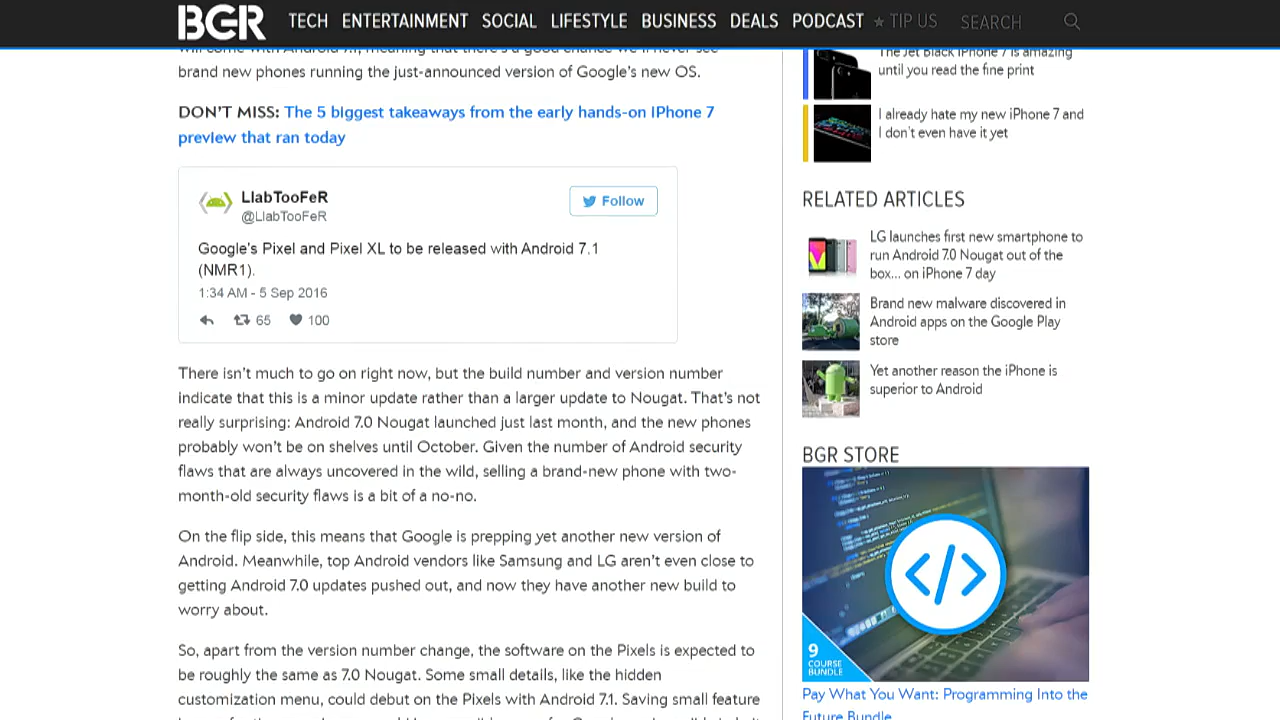 BGR TECH ENTERTAINMENT SOCIAL LIFESTYLE BUSINESS DEALS PODCAST ★ TIP US SEARCH
will come with Android 7.1, meaning that there's a good chance we'll never see
brand new phones running the just-announced version of Google's new OS.
DON'T MISS: The 5 biggest takeaways from the early hands-on iPhone 7
preview that ran today
LlabTooFeR
@LlabTooFeR
Follow
Google's Pixel and Pixel XL to be released with Android 7.1
(NMR1).
1:34 AM - 5 Sep 2016
65 100
There isn't much to go on right now, but the build number and version number
indicate that this is a minor update rather than a larger update to Nougat. That's not
really surprising: Android 7.0 Nougat launched just last month, and the new phones
probably won't be on shelves until October. Given the number of Android security
flaws that are always uncovered in the wild, selling a brand-new phone with two-
month-old security flaws is a bit of a no-no.
On the flip side, this means that Google is prepping yet another new version of
Android. Meanwhile, top Android vendors like Samsung and LG aren't even close to
getting Android 7.0 updates pushed out, and now they have another new build to
worry about.
So, apart from the version number change, the software on the Pixels is expected to
be roughly the same as 7.0 Nougat. Some small details, like the hidden
customization menu, could debut on the Pixels with Android 7.1. Saving small feature
The Jet Black iPhone 7 is amazing
until you read the fine print
I already hate my new iPhone 7 and
I don't even have it yet
RELATED ARTICLES
LG launches first new smartphone to
run Android 7.0 Nougat out of the
box... on iPhone 7 day
Brand new malware discovered in
Android apps on the Google Play
store
Yet another reason the iPhone is
superior to Android
BGR STORE
</>
9
COURSE
BUNDLE
Pay What You Want: Programming Into the
Future Bundle